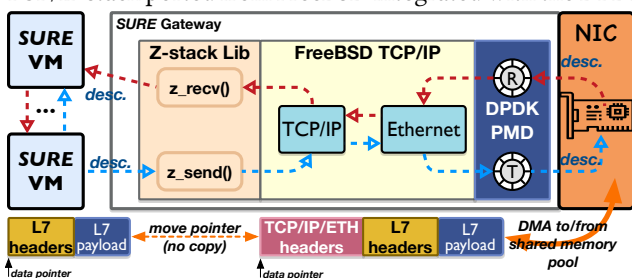 SURE Gateway
NIC
SURE
VM
Z-stack Lib
FreeBSD TCP/IP
z_recv()
R
desc.
desc.
...
TCP/IP
Ethernet
DPDK
PMD
SURE
VM
desc.
z_send()
T
desc.
L7
headers
L7
payload
move pointer
(no copy)
TCP/IP/ETH
headers
L7
headers
L7
payload
DMA to/from
shared memory
pool
data pointer
data pointer